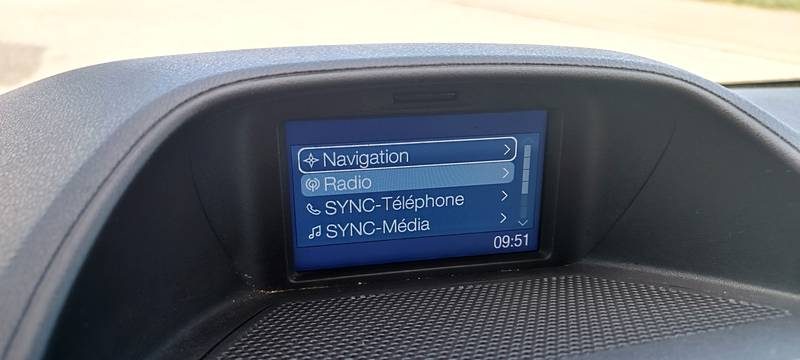 Navigation
Radio
SYNC-Téléphone
SYNC-Média
09:51